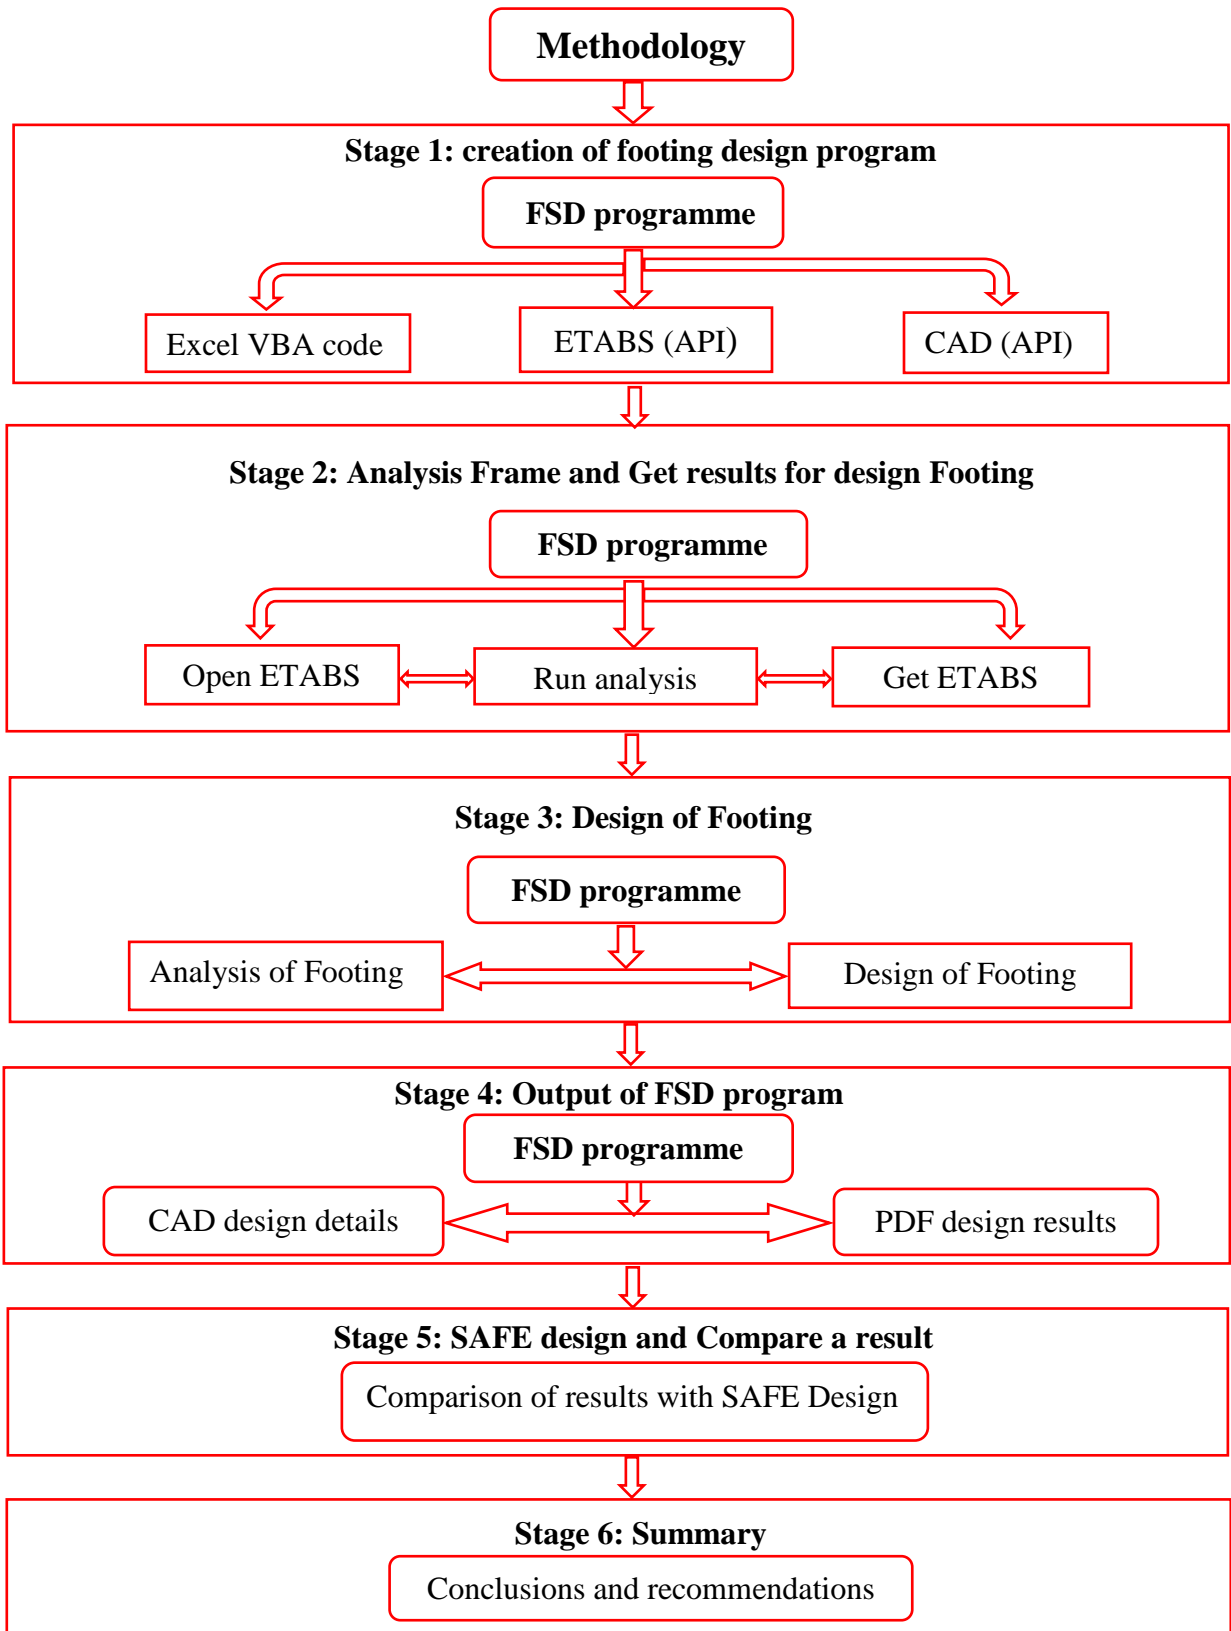 Methodology
Stage 1: creation of footing design program
FSD programme
Excel VBA code
ETABS (API)
CAD (API)
Stage 2: Analysis Frame and Get results for design Footing
FSD programme
Open ETABS
Run analysis
Get ETABS
Stage 3: Design of Footing
FSD programme
Analysis of Footing
Design of Footing
Stage 4: Output of FSD program
FSD programme
CAD design details
PDF design results
Stage 5: SAFE design and Compare a result
Comparison of results with SAFE Design
Stage 6: Summary
Conclusions and recommendations